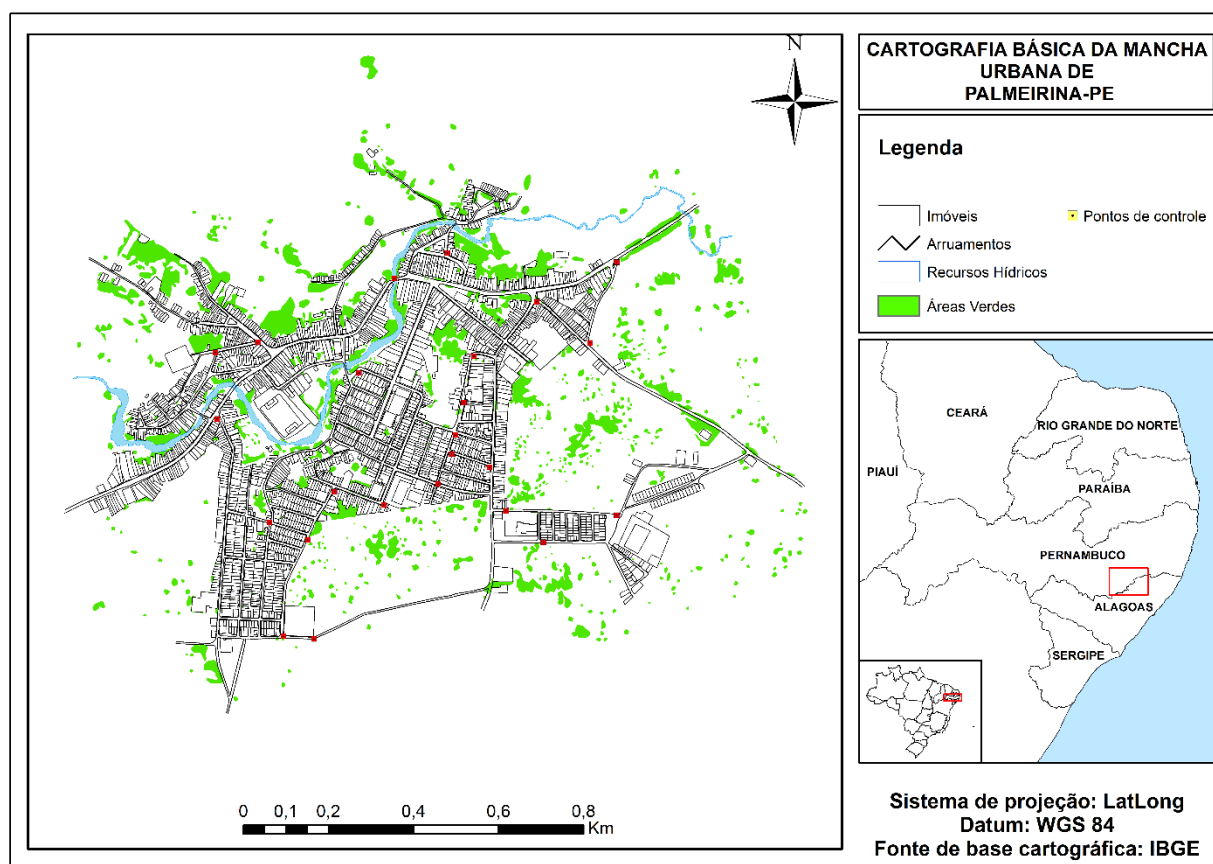 N
CARTOGRAFIA BÁSICA DA MANCHA
URBANA DE
PALMEIRINA-PE
Legenda
Imóveis
Pontos de controle
Arruamentos
Recursos Hídricos
Áreas Verdes
CEARÁ
RIO GRANDE DO NORTE
PIAUÍ
PARAÍBA
PERNAMBUCO
ALAGOAS
SERGIPE
0 0,1 0,2 0,4 0,6 0,8
Km
Sistema de projeção: LatLong
Datum: WGS 84
Fonte de base cartográfica: IBGE